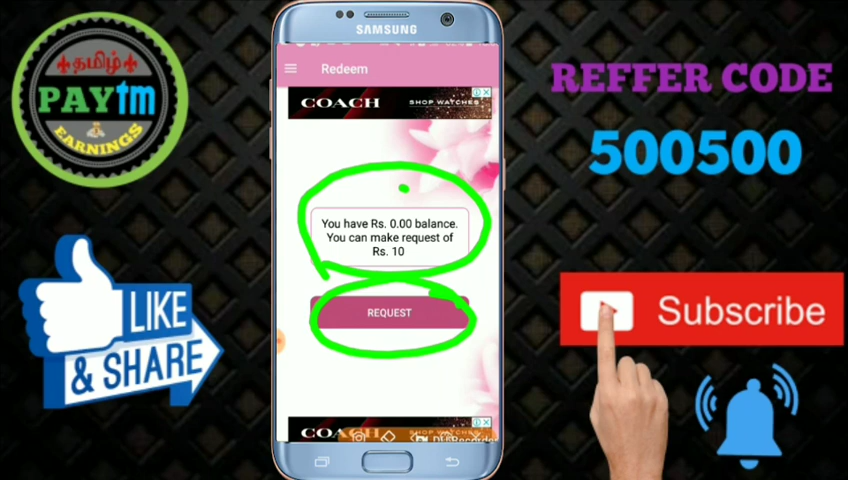 தமிழ்
PAYtm
EARNINGS
SAMSUNG
Redeem
COACH
SHOP WATCHES
You have Rs. 0.00 balance.
You can make request of
Rs. 10
REQUEST
COACH
REFFER CODE
500500
LIKE
& SHARE
Subscribe